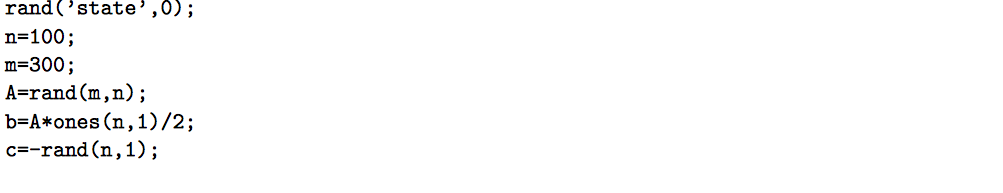 rand('state',0);
n=100;
m=300;
A=rand(m,n);
b=A*ones(n,1)/2;
c=-rand(n,1);